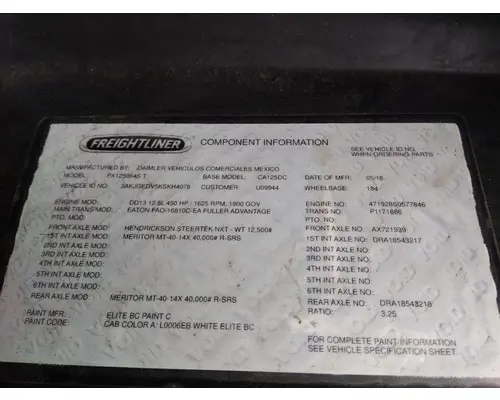 FREIGHTLINER COMPONENT INFORMATION SEE VEHICLE ID NO. WHEN ORDERING PARTS
MANUFACTURED BY: DAIMLER VEHICULOS COMERCIALES MEXICO
MODEL PX125064S T BASE MODEL: CA125DC DATE OF MFR: 05/18
VEHICLE ID NO: CUSTOMER: U09944 WHEELBASE: 184
ENGINE MOD: DD13 12.8L 450 HP / 1625 RPM, 1900 GOV ENGINE NO: 471928S0577846
MAIN TRANS MOD: EATON FAO-16810C-EA FULLER ADVANTAGE TRANS NO: P1171886
PTO. MOD: PTO. NO:
FRONT AXLE MOD: HENDRICKSON STEERTEK NXT - WT 12,500# FRONT AXLE NO: AX721939
1ST INT AXLE MOD: MERITOR MT-40-14X 40,000# R-SRS 1ST INT AXLE NO: DRA18543217
2ND INT AXLE MOD: 2ND INT AXLE NO:
3RD INT AXLE MOD: 3RD INT AXLE NO:
4TH INT AXLE MOD: 4TH INT AXLE NO:
5TH INT AXLE MOD: 5TH INT AXLE NO:
6TH INT AXLE MOD: 6TH INT AXLE NO:
REAR AXLE MOD: MERITOR MT-40-14X 40,000# R-SRS REAR AXLE NO: DRA18543218
RATIO: 3.25
PAINT MFR: ELITE BC PAINT C
PAINT CODE: CAB COLOR A: L0006EB WHITE ELITE BC
FOR COMPLETE PAINT INFORMATION
SEE VEHICLE SPECIFICATION SHEET.